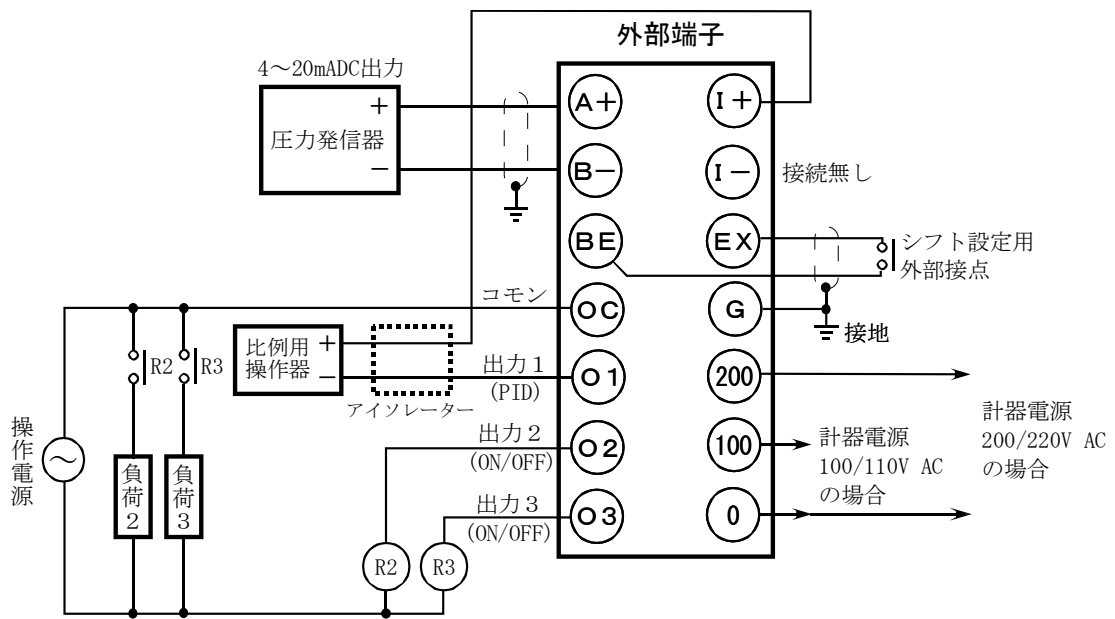 外部端子
4～20mADC出力
圧力発信器
+
−
A+
B−
BE
OC
O1
O2
O3
I+
I−
EX
G
200
100
0
接続無し
シフト設定用
外部接点
接地
コモン
比例用
操作器
+
−
アイソレーター
出力1
(PID)
出力2
(ON/OFF)
出力3
(ON/OFF)
R2
R3
操作電源
負荷2
負荷3
R2
R3
計器電源
100/110V AC
の場合
計器電源
200/220V AC
の場合